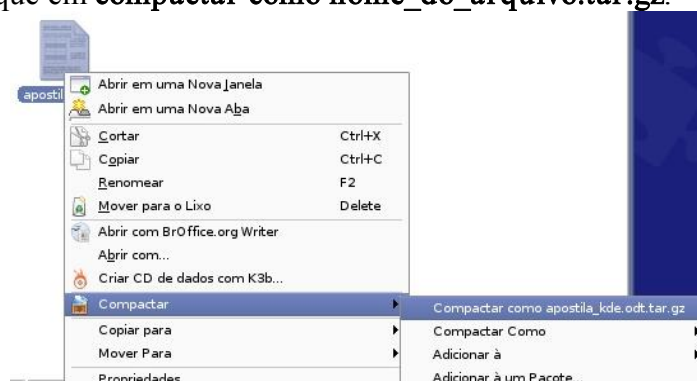 que em compactar como nome_do_arquivo.tar.gz.
apostil
Abrir em uma Nova Janela
Abrir em uma Nova Aba
Cortar Ctrl+X
Copiar Ctrl+C
Renomear F2
Mover para o Lixo Delete
Abrir com BrOffice.org Writer
Abrir com...
Criar CD de dados com K3b...
Compactar
Compactar como apostila_kde.odt.tar.gz
Copiar para
Compactar Como
Mover Para
Adicionar à
Propriedades
Adicionar à um Pacote...